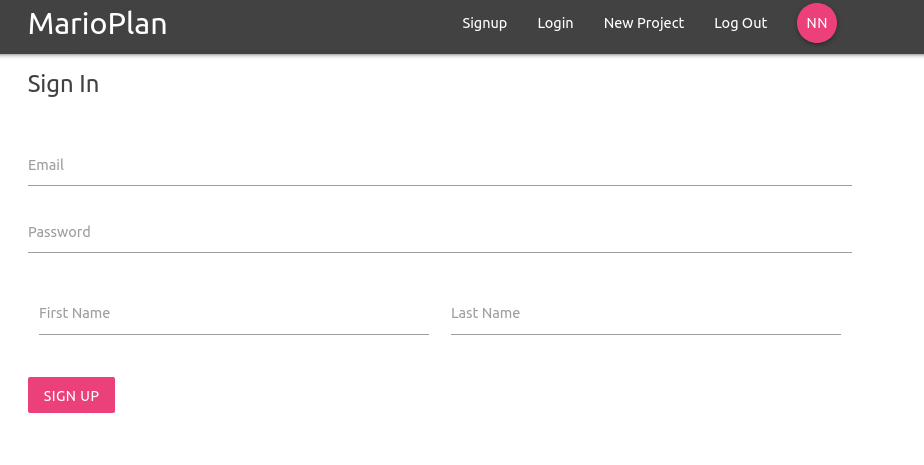 MarioPlan Signup Login New Project Log Out NN
Sign In
Email
Password
First Name Last Name
SIGN UP